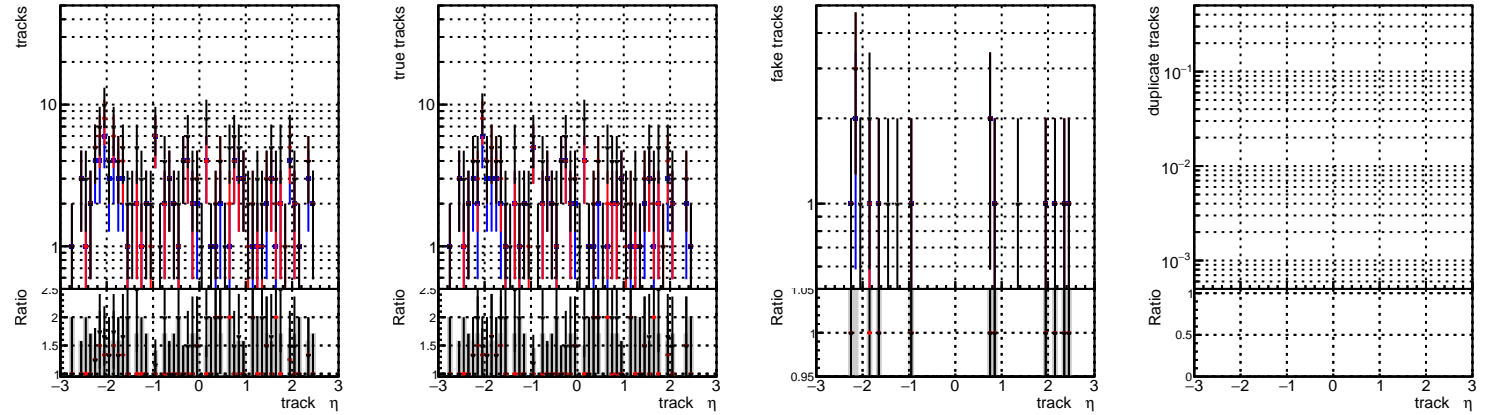 tracks
10
1
Ratio
2.5
2
1.5
1
−3 −2 −1 0 1 2 3
track η
true tracks
10
1
Ratio
2.5
2
1.5
1
−3 −2 −1 0 1 2 3
track η
fake tracks
1
Ratio
1.05
1
0.95
−3 −2 −1 0 1 2 3
track η
duplicate tracks
10−1
10−2
10−3
Ratio
1
0.5
0
−3 −2 −1 0 1 2 3
track η